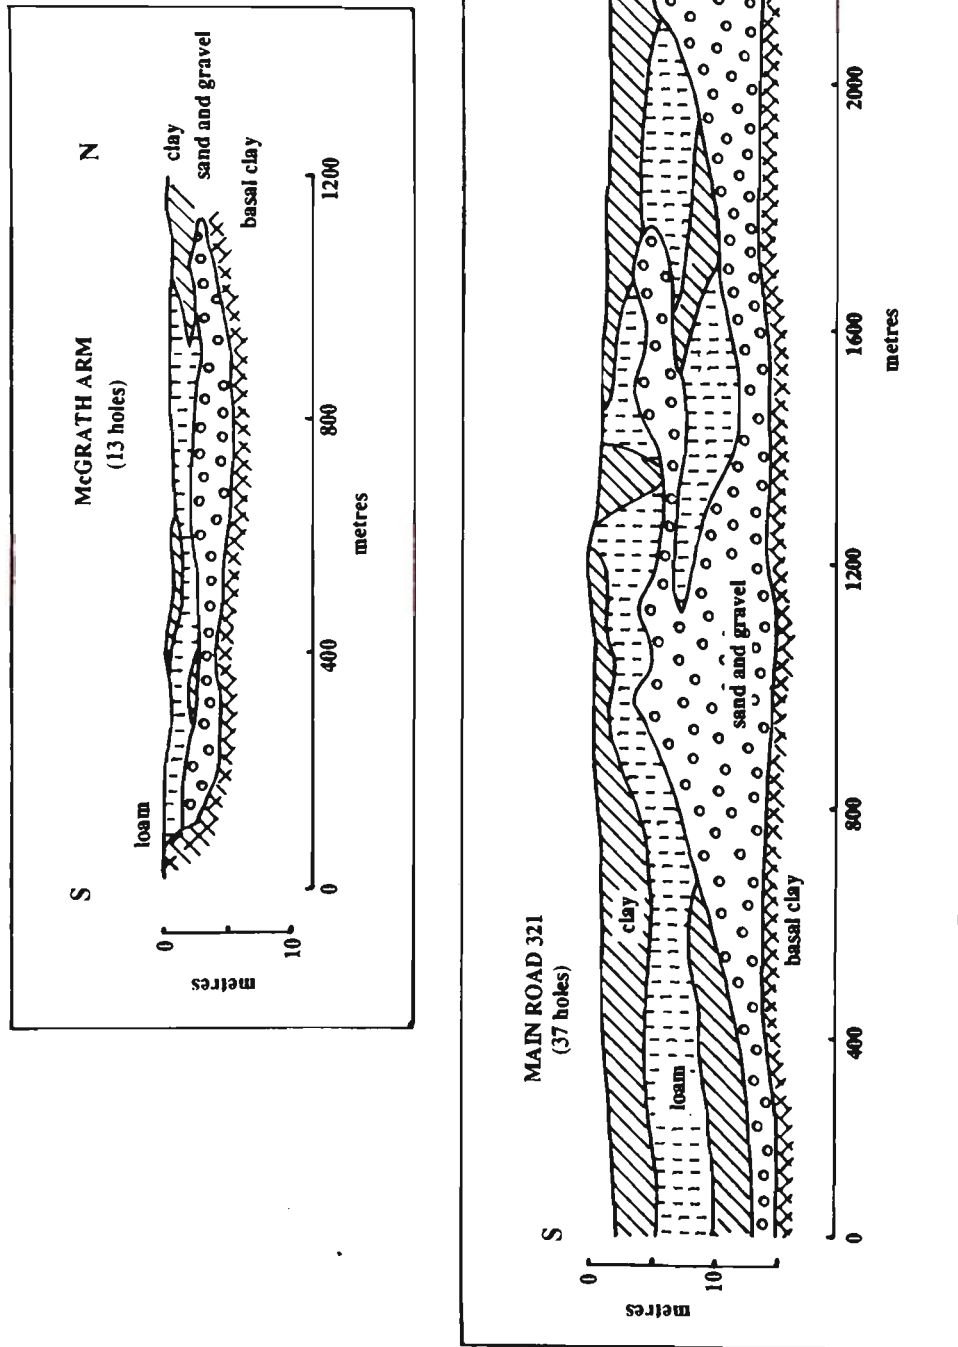 McGRATH ARM
(13 holes)
S
N
loam
clay
sand and gravel
basal clay
0
10
metres
0
400
800
1200
metres
MAIN ROAD 321
(37 holes)
S
clay
loam
sand and gravel
basal clay
0
10
metres
0
400
800
1200
1600
2000
metres